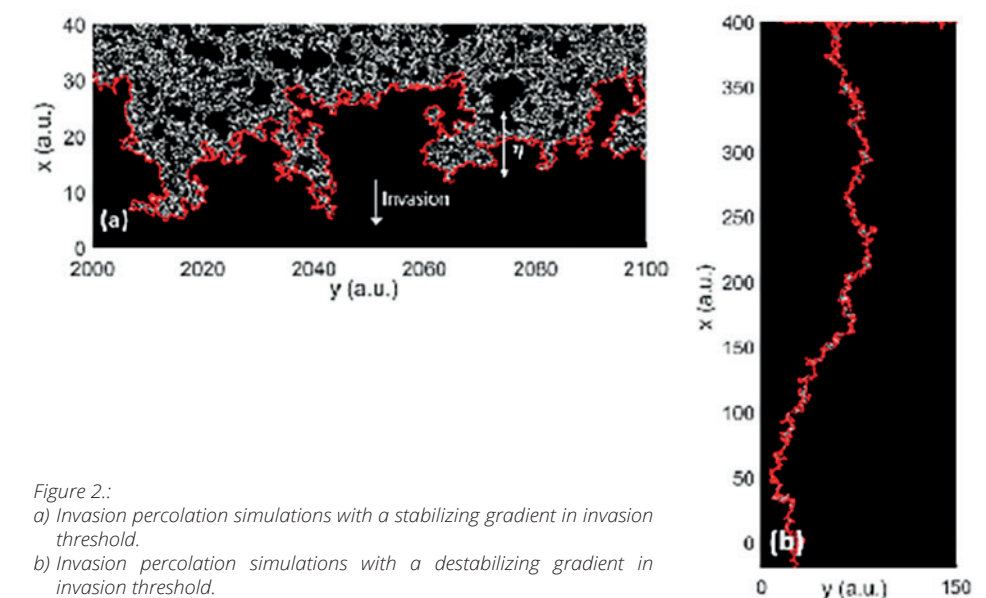 40
30
20
10
0
x (a.u.)
(a)
Invasion
η
2000 2020 2040 2060 2080 2100
y (a.u.)
400
350
300
250
200
150
100
50
0
x (a.u.)
(b)
0 y (a.u.) 150
Figure 2.:
a) Invasion percolation simulations with a stabilizing gradient in invasion
threshold.
b) Invasion percolation simulations with a destabilizing gradient in
invasion threshold.